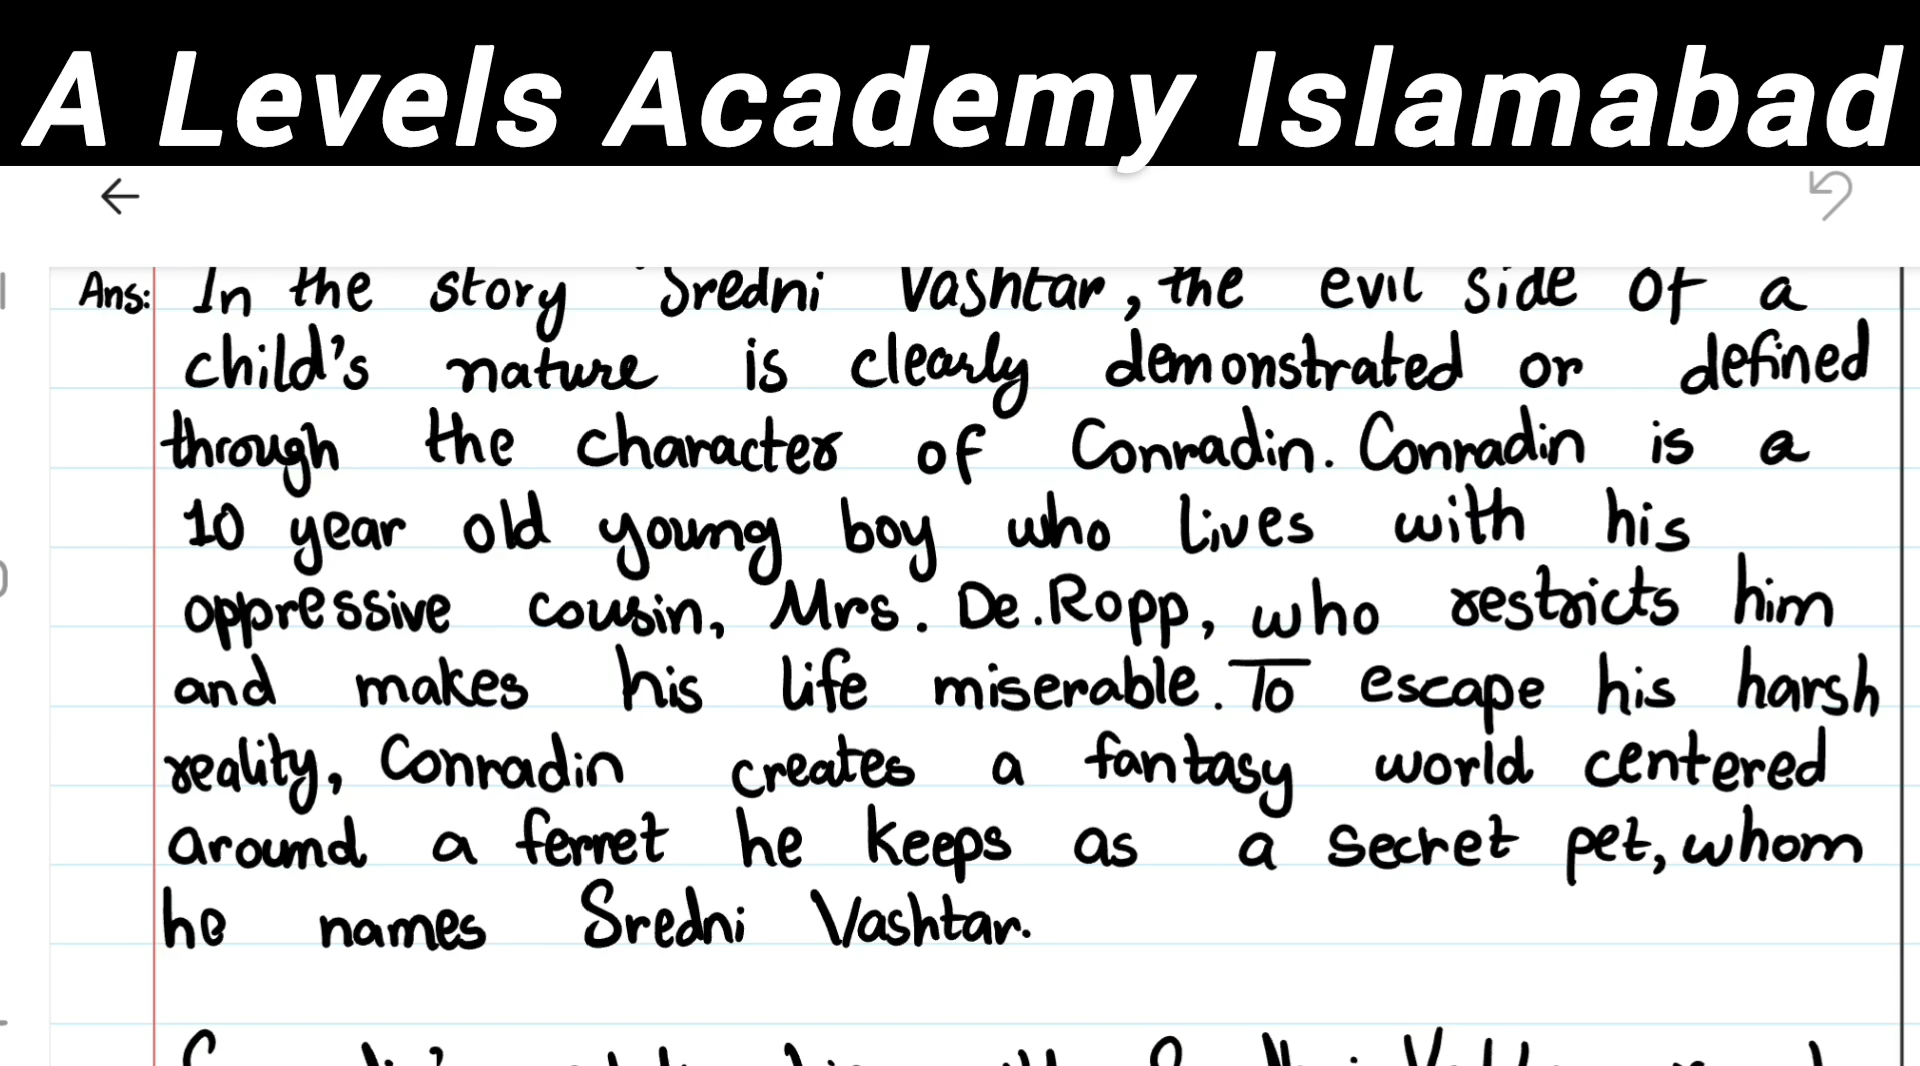 A Levels Academy Islamabad
Ans: In the story Sredni Vashtar, the evil side of a
child's nature is clearly demonstrated or defined
through the character of Conradin. Conradin is a
10 year old young boy who lives with his
oppressive cousin, Mrs. De.Ropp, who restricts him
and makes his life miserable. To escape his harsh
reality, Conradin creates a fantasy world centered
around a ferret he keeps as a secret pet, whom
he names Sredni Vashtar.